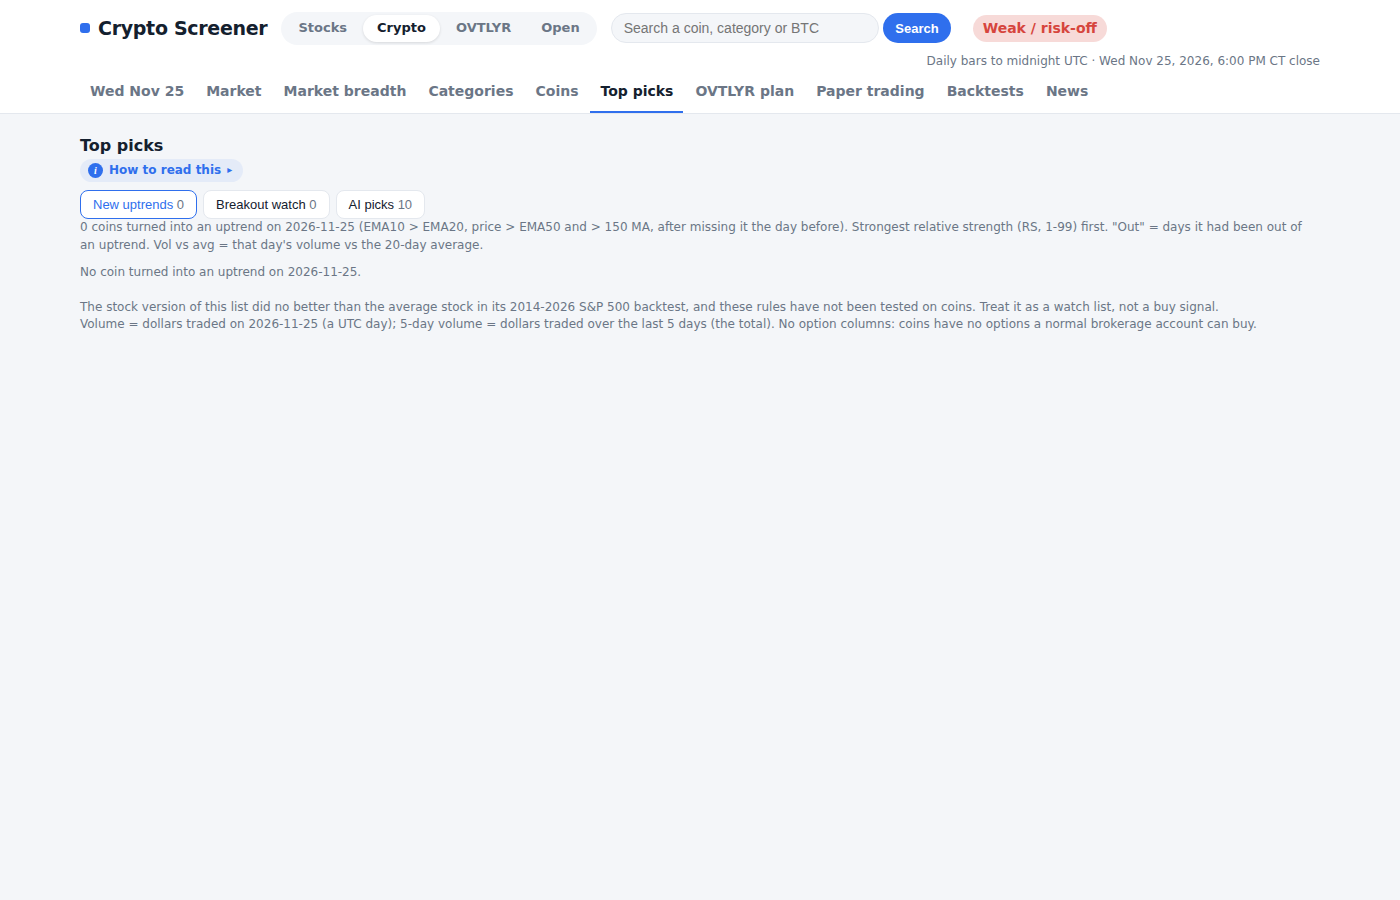 Crypto Screener
Stocks
Crypto
OVTLYR
Open
Search a coin, category or BTC
Search
Weak / risk-off
Daily bars to midnight UTC · Wed Nov 25, 2026, 6:00 PM CT close
Wed Nov 25
Market
Market breadth
Categories
Coins
Top picks
OVTLYR plan
Paper trading
Backtests
News
Top picks
i How to read this ▸
New uptrends 0
Breakout watch 0
AI picks 10
0 coins turned into an uptrend on 2026-11-25 (EMA10 > EMA20, price > EMA50 and > 150 MA, after missing it the day before). Strongest relative strength (RS, 1-99) first. "Out" = days it had been out of
an uptrend. Vol vs avg = that day's volume vs the 20-day average.
No coin turned into an uptrend on 2026-11-25.
The stock version of this list did no better than the average stock in its 2014-2026 S&P 500 backtest, and these rules have not been tested on coins. Treat it as a watch list, not a buy signal.
Volume = dollars traded on 2026-11-25 (a UTC day); 5-day volume = dollars traded over the last 5 days (the total). No option columns: coins have no options a normal brokerage account can buy.